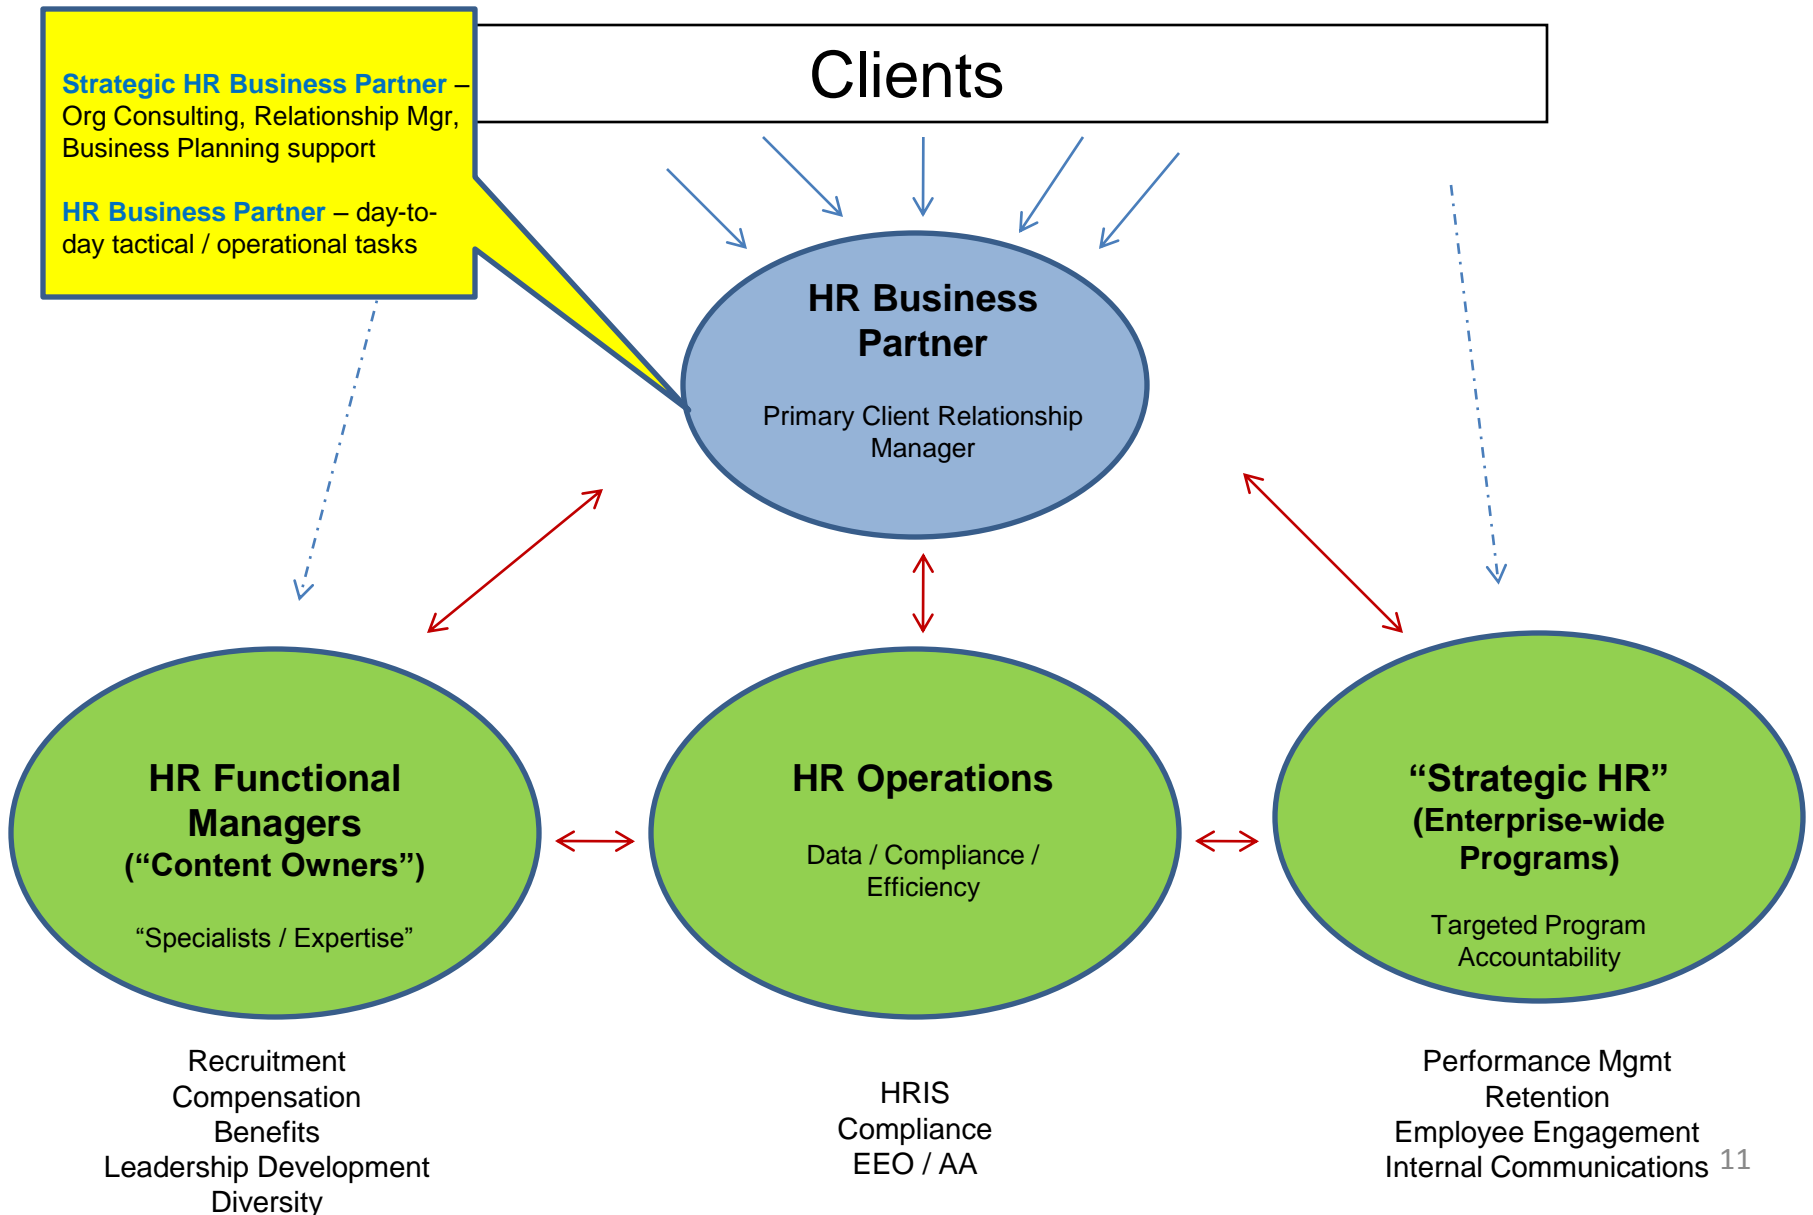 Strategic HR Business Partner –
Org Consulting, Relationship Mgr,
Business Planning support
HR Business Partner – day-to-
day tactical / operational tasks
Clients
HR Business
Partner
Primary Client Relationship
Manager
HR Functional
Managers
(“Content Owners”)
“Specialists / Expertise”
HR Operations
Data / Compliance /
Efficiency
“Strategic HR”
(Enterprise-wide
Programs)
Targeted Program
Accountability
Recruitment
Compensation
Benefits
Leadership Development
Diversity
HRIS
Compliance
EEO / AA
Performance Mgmt
Retention
Employee Engagement
Internal Communications
11